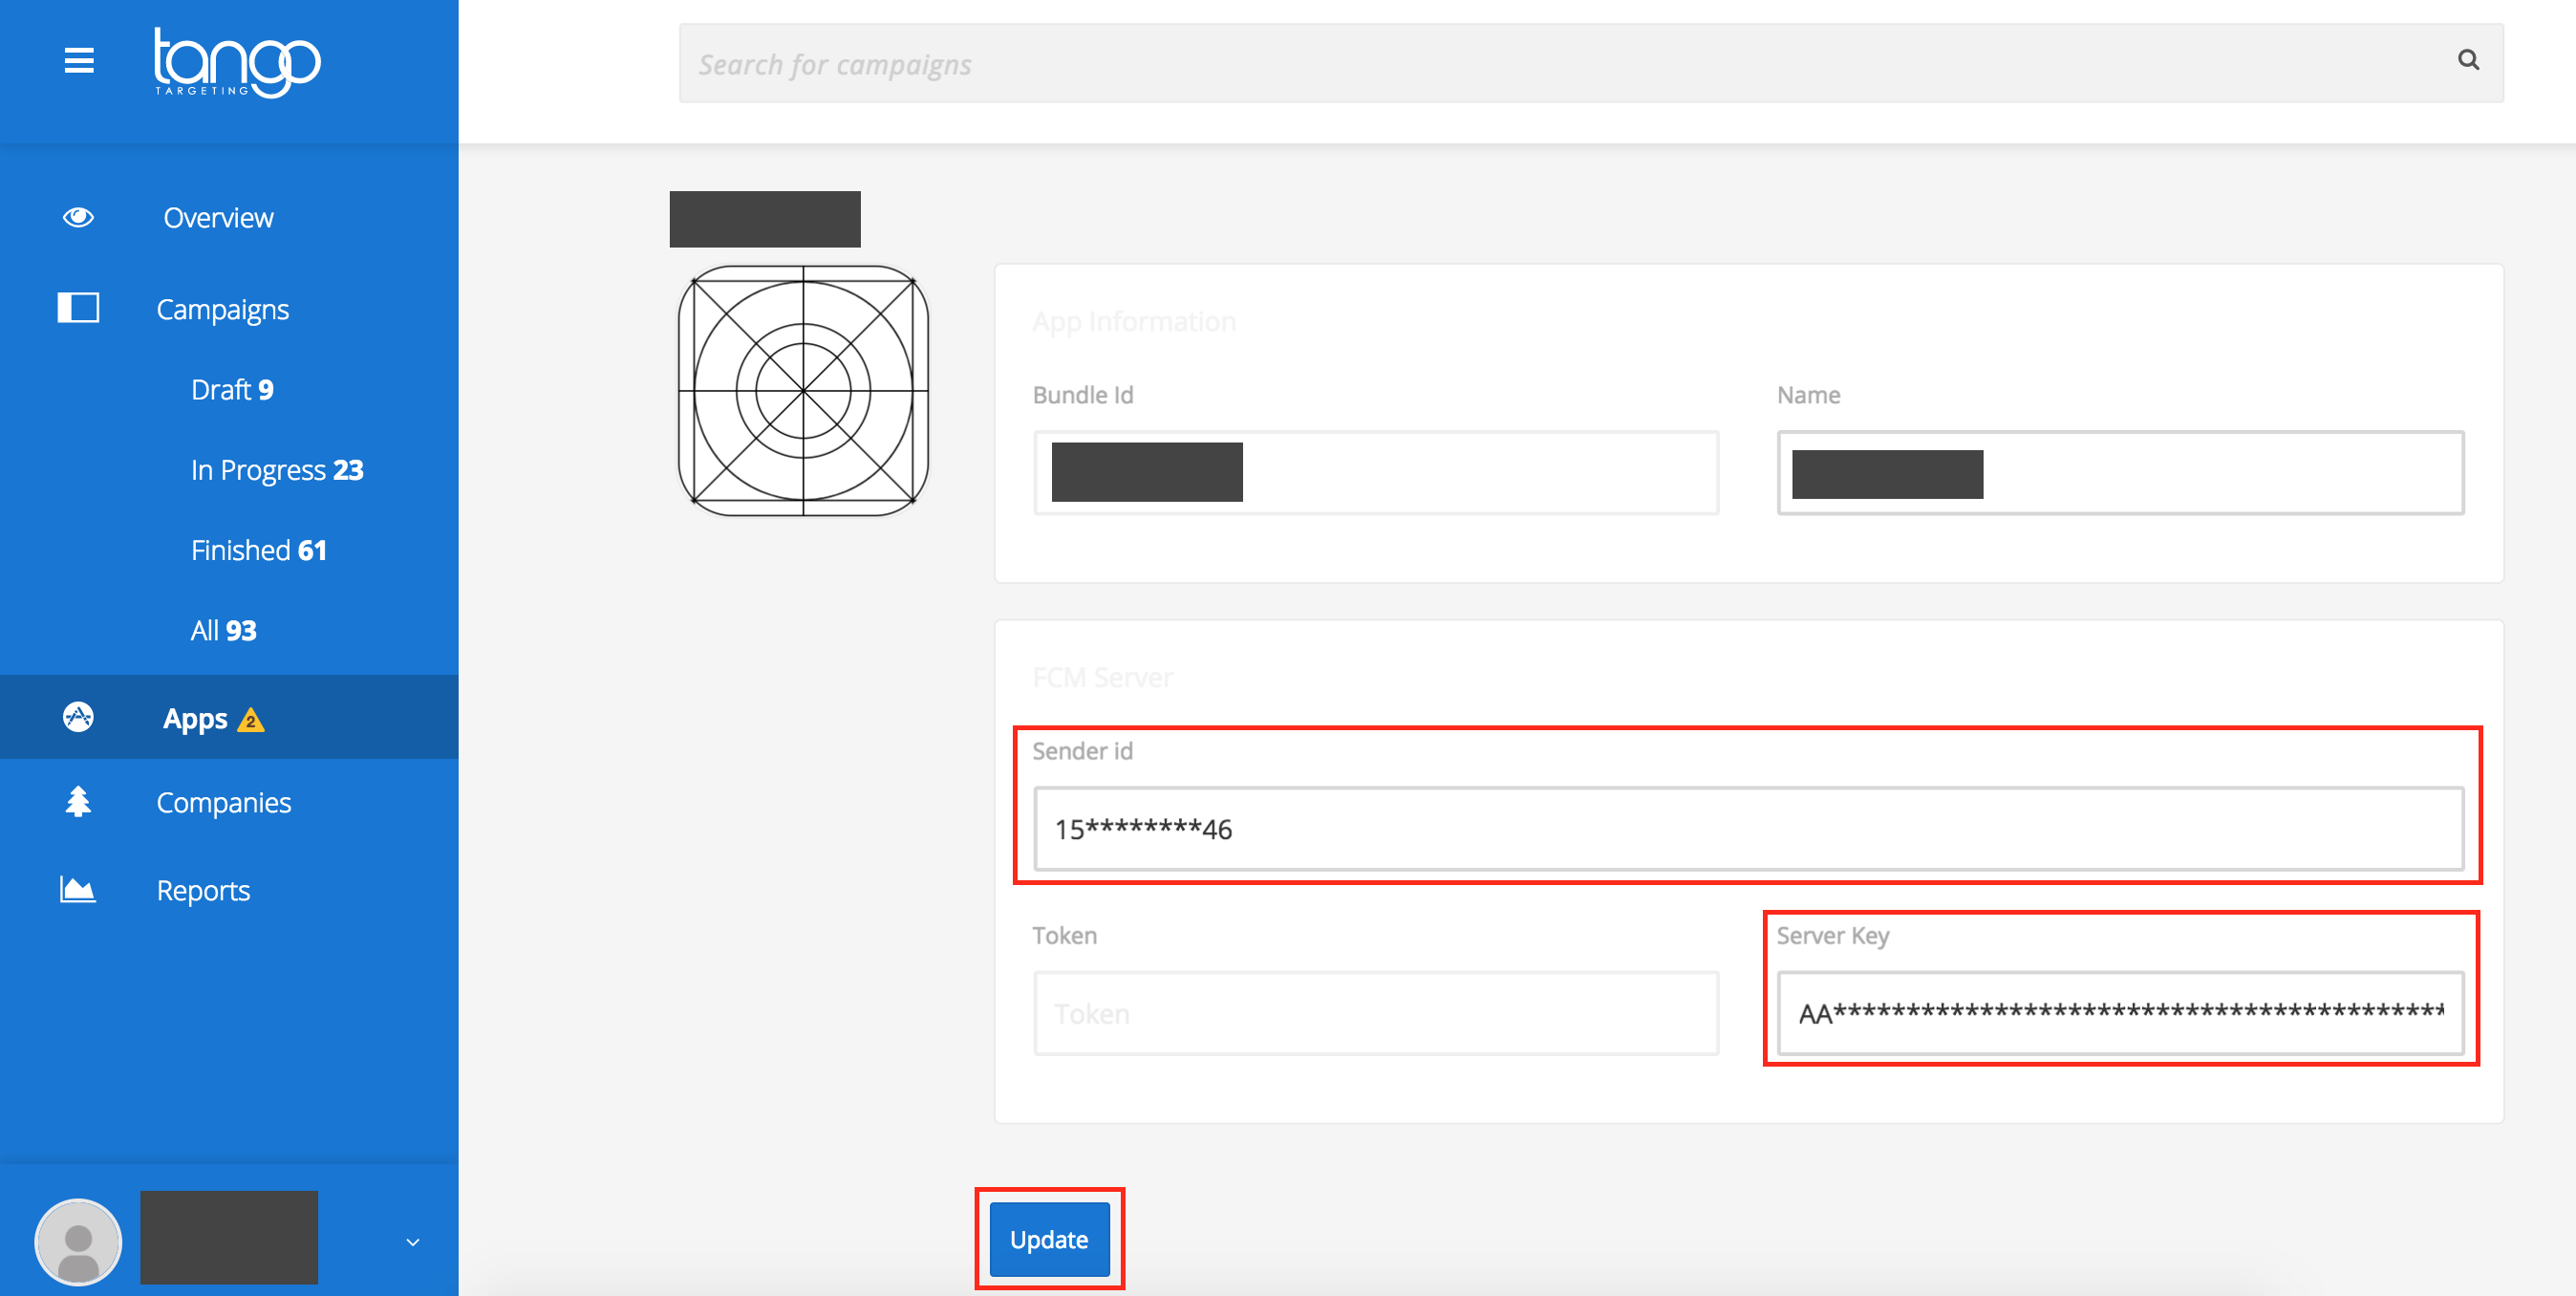 tango
TARGETING
Search for campaigns
Overview
Campaigns
Draft 9
In Progress 23
Finished 61
All 93
Apps 2
Companies
Reports
App Information
Bundle Id
Name
FCM Server
Sender id
15********46
Token
Server Key
Token
AA******************************************
Update